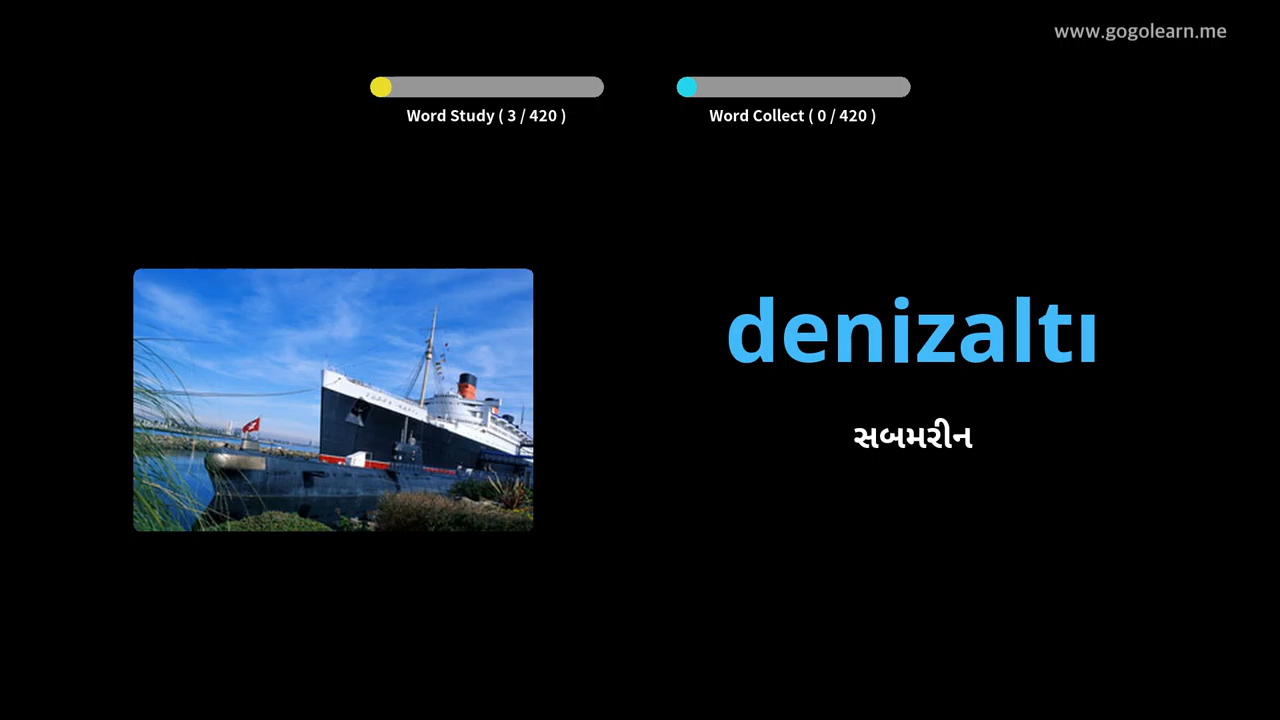 www.gogolearn.me
Word Study ( 3 / 420 )
Word Collect ( 0 / 420 )
denizaltı
સબમરીન